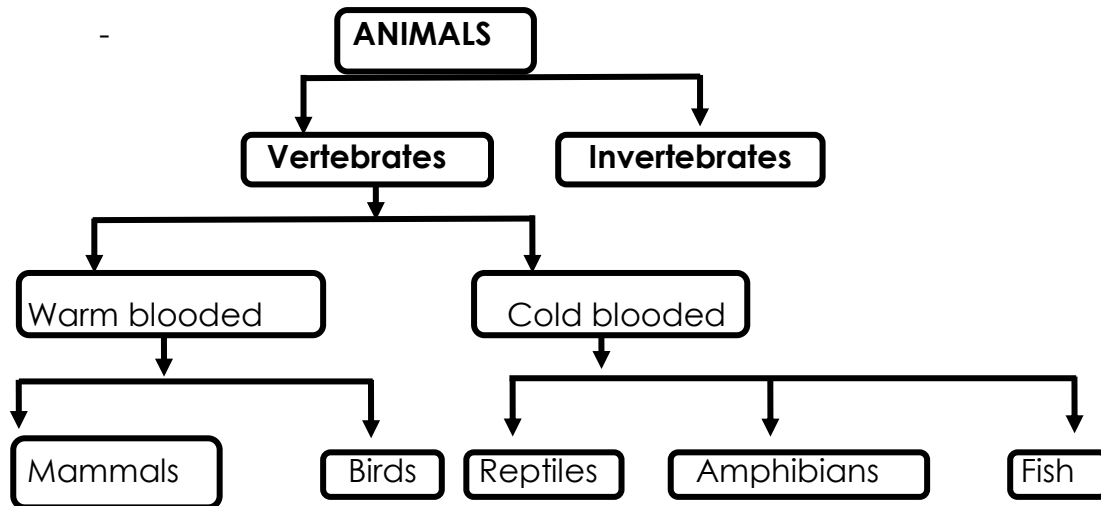 -
ANIMALS
Vertebrates
Invertebrates
Warm blooded
Cold blooded
Mammals
Birds
Reptiles
Amphibians
Fish